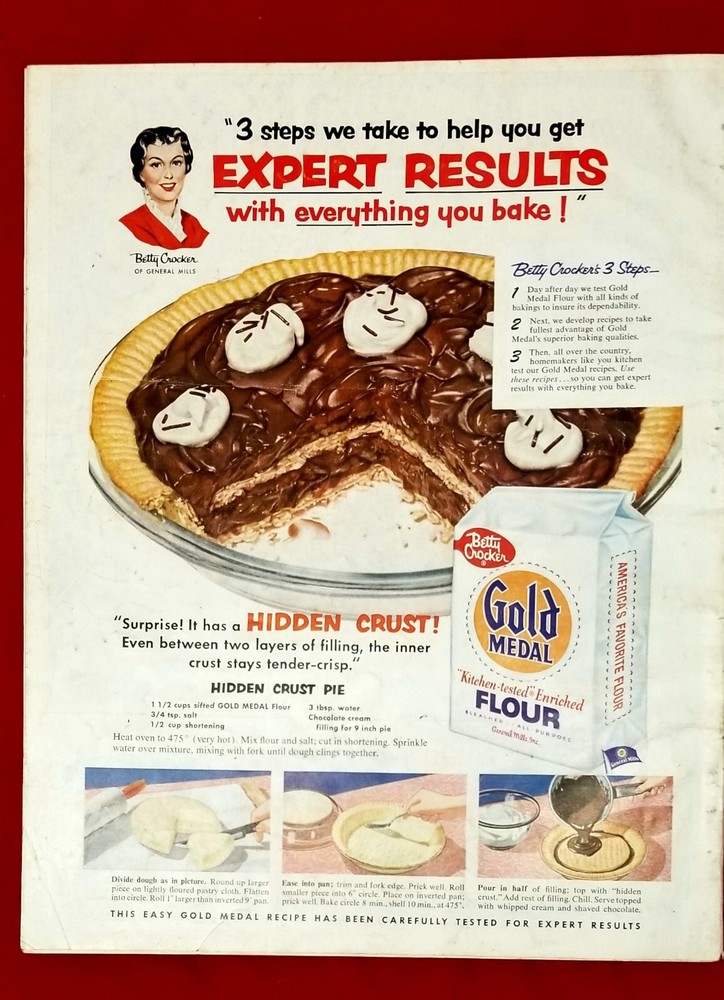 "3 steps we take to help you get
EXPERT RESULTS
with everything you bake!"
Betty Crocker
OF GENERAL MILLS
Betty Crocker's 3 Steps
1 Day after day we test Gold
Medal Flour with all kinds of
bakings to insure its dependability.
2 Next, we develop recipes to take
fullest advantage of Gold
Medal's superior baking qualities.
3 Then, all over the country,
homemakers like you kitchen
test our Gold Medal recipes. Use
these recipes... so you can get expert
results with everything you bake.
Betty
Crocker
®
Gold
MEDAL
"Kitchen-tested"® Enriched
FLOUR
BLEACHED · ALL PURPOSE
General Mills, Inc.
AMERICA'S FAVORITE FLOUR
General Mills
"Surprise! It has a HIDDEN CRUST!
Even between two layers of filling, the inner
crust stays tender-crisp."
HIDDEN CRUST PIE
1 1/2 cups sifted GOLD MEDAL Flour
3/4 tsp. salt
1/2 cup shortening
3 tbsp. water
Chocolate cream
filling for 9 inch pie
Heat oven to 475° (very hot). Mix flour and salt; cut in shortening. Sprinkle
water over mixture, mixing with fork until dough clings together.
Divide dough as in picture. Round up larger
piece on lightly floured pastry cloth. Flatten
into circle. Roll 1" larger than inverted 9" pan.
Ease into pan; trim and fork edge. Prick well. Roll
smaller piece into 6" circle. Place on inverted pan;
prick well. Bake circle 8 min., shell 10 min., at 475°.
Pour in half of filling; top with "hidden
crust." Add rest of filling. Chill. Serve topped
with whipped cream and shaved chocolate.
THIS EASY GOLD MEDAL RECIPE HAS BEEN CAREFULLY TESTED FOR EXPERT RESULTS